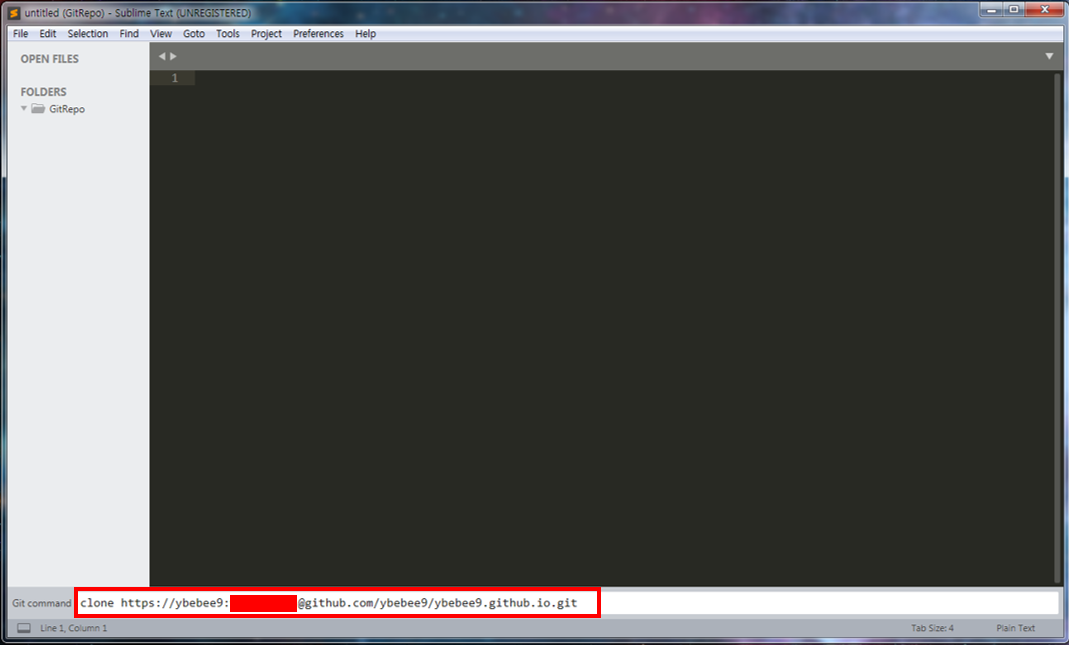 untitled (GitRepo) - Sublime Text (UNREGISTERED)
File Edit Selection Find View Goto Tools Project Preferences Help
OPEN FILES
FOLDERS
GitRepo
1
Git command clone https://ybebee9: @github.com/ybebee9/ybebee9.github.io.git
Line 1, Column 1 Tab Size: 4 Plain Text